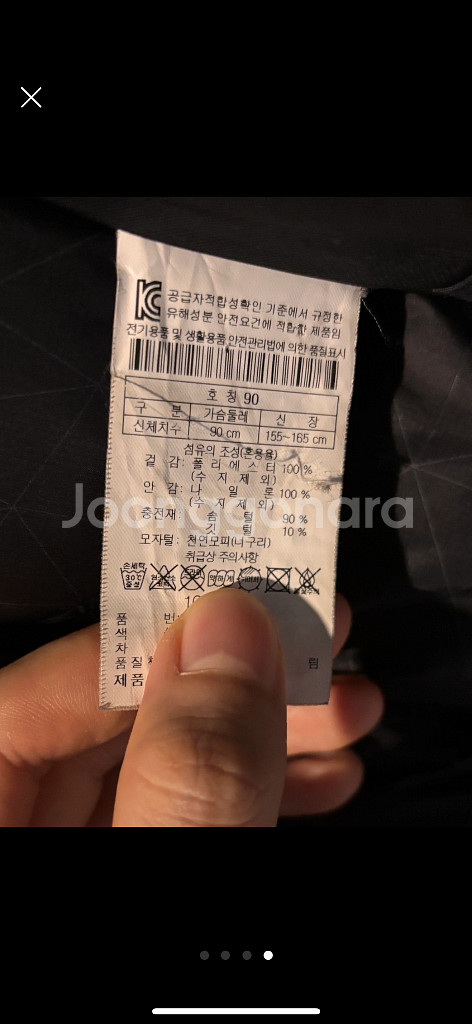 KC 공급자적합성확인 기준에서 규정한
유해성분 안전요건에 적합한 제품임
전기용품 및 생활용품 안전관리법에 의한 품질표시
호 칭 90
구 분 가슴둘레 신 장
신체치수 90 cm 155~165 cm
섬유의 조성(혼용율)
겉 감: 폴 리 에 스 터 100 %
(수 지 제 외)
안 감: 나 일 론 100 %
(수 지 제 외)
충전재: 솜 털 90 %
깃 털 10 %
모자털: 천연모피(너구리)
취급상 주의사항
손세탁 30℃ 중성 약하게
품 번
색
차
품 질 림
제 품
Joonggonara